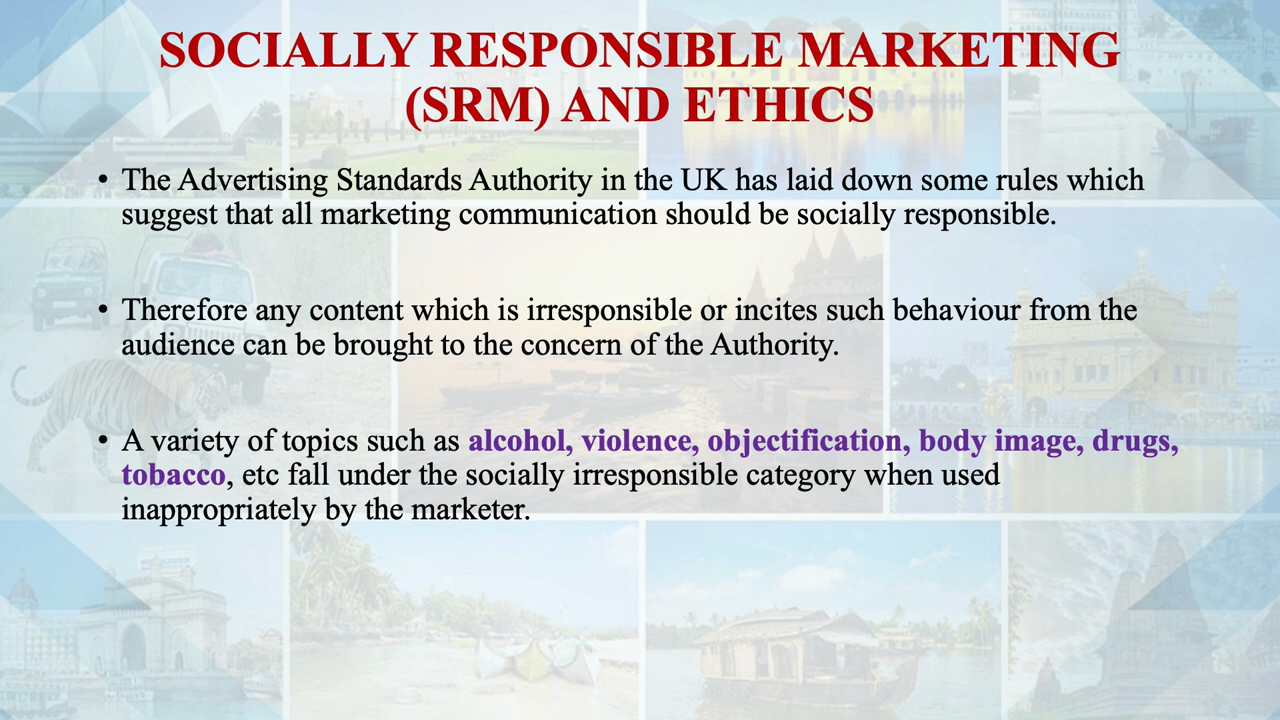 SOCIALLY RESPONSIBLE MARKETING
(SRM) AND ETHICS
• The Advertising Standards Authority in the UK has laid down some rules which
suggest that all marketing communication should be socially responsible.
• Therefore any content which is irresponsible or incites such behaviour from the
audience can be brought to the concern of the Authority.
• A variety of topics such as alcohol, violence, objectification, body image, drugs,
tobacco, etc fall under the socially irresponsible category when used
inappropriately by the marketer.